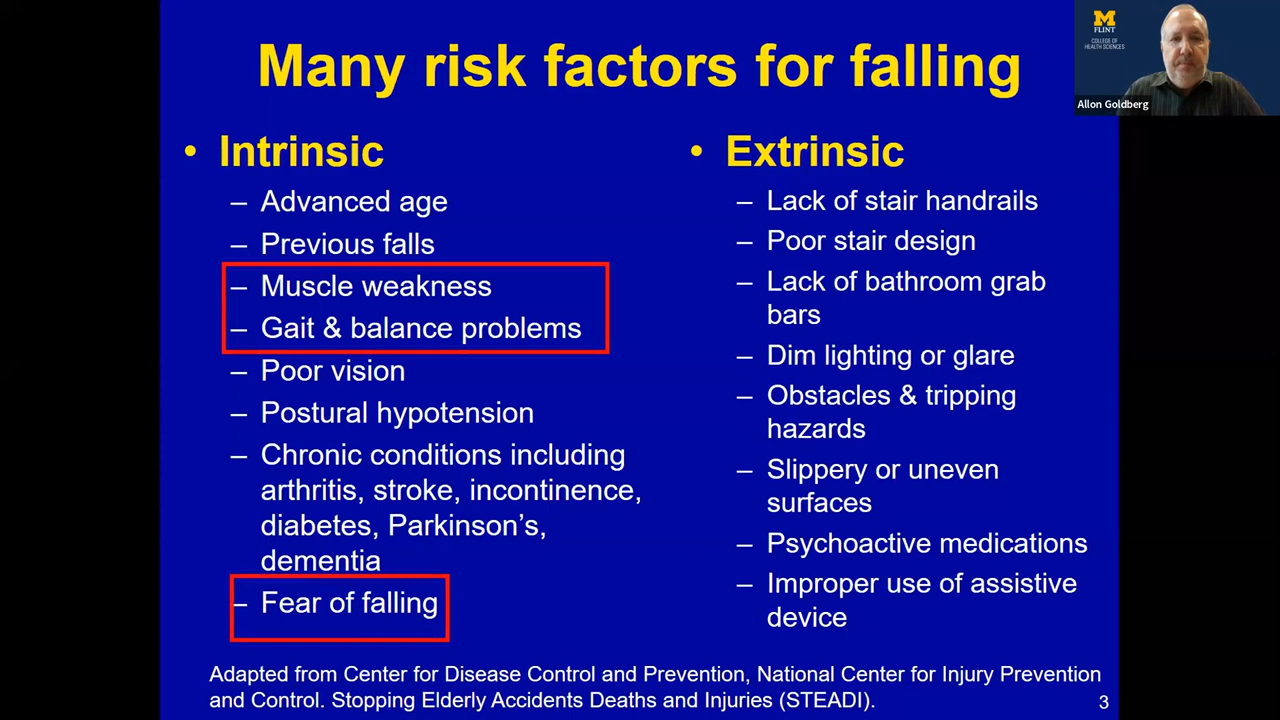 Many risk factors for falling
• Intrinsic
– Advanced age
– Previous falls
– Muscle weakness
– Gait & balance problems
– Poor vision
– Postural hypotension
– Chronic conditions including
arthritis, stroke, incontinence,
diabetes, Parkinson’s,
dementia
– Fear of falling
• Extrinsic
– Lack of stair handrails
– Poor stair design
– Lack of bathroom grab
bars
– Dim lighting or glare
– Obstacles & tripping
hazards
– Slippery or uneven
surfaces
– Psychoactive medications
– Improper use of assistive
device
Adapted from Center for Disease Control and Prevention, National Center for Injury Prevention
and Control. Stopping Elderly Accidents Deaths and Injuries (STEADI).
3
M
FLINT
COLLEGE OF
HEALTH SCIENCES
Allon Goldberg